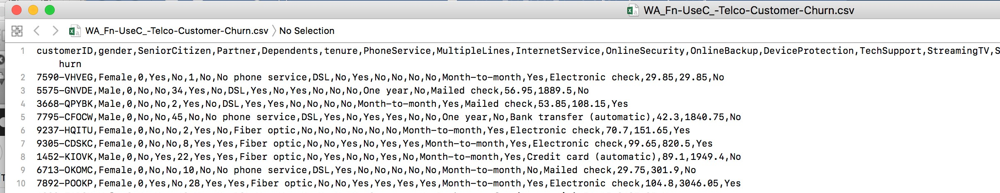 WA_Fn-UseC_-Telco-Customer-Churn.csv
WA_Fn-UseC_-Telco-Customer-Churn.csv 〉 No Selection
1 customerID,gender,SeniorCitizen,Partner,Dependents,tenure,PhoneService,MultipleLines,InternetService,OnlineSecurity,OnlineBackup,DeviceProtection,TechSupport,StreamingTV,S
hurn
2 7590-VHVEG,Female,0,Yes,No,1,No,No phone service,DSL,No,Yes,No,No,No,No,Month-to-month,Yes,Electronic check,29.85,29.85,No
3 5575-GNVDE,Male,0,No,No,34,Yes,No,DSL,Yes,No,Yes,No,No,No,One year,No,Mailed check,56.95,1889.5,No
4 3668-QPYBK,Male,0,No,No,2,Yes,No,DSL,Yes,Yes,No,No,No,No,Month-to-month,Yes,Mailed check,53.85,108.15,Yes
5 7795-CFOCW,Male,0,No,No,45,No,No phone service,DSL,Yes,No,Yes,Yes,No,No,One year,No,Bank transfer (automatic),42.3,1840.75,No
6 9237-HQITU,Female,0,No,No,2,Yes,No,Fiber optic,No,No,No,No,No,No,Month-to-month,Yes,Electronic check,70.7,151.65,Yes
7 9305-CDSKC,Female,0,No,No,8,Yes,Yes,Fiber optic,No,No,Yes,No,Yes,Yes,Month-to-month,Yes,Electronic check,99.65,820.5,Yes
8 1452-KIOVK,Male,0,No,Yes,22,Yes,Yes,Fiber optic,No,Yes,No,No,Yes,No,Month-to-month,Yes,Credit card (automatic),89.1,1949.4,No
9 6713-OKOMC,Female,0,No,No,10,No,No phone service,DSL,Yes,No,No,No,No,No,Month-to-month,No,Mailed check,29.75,301.9,No
10 7892-POOKP,Female,0,Yes,No,28,Yes,Yes,Fiber optic,No,No,Yes,Yes,Yes,Yes,Month-to-month,Yes,Electronic check,104.8,3046.05,Yes